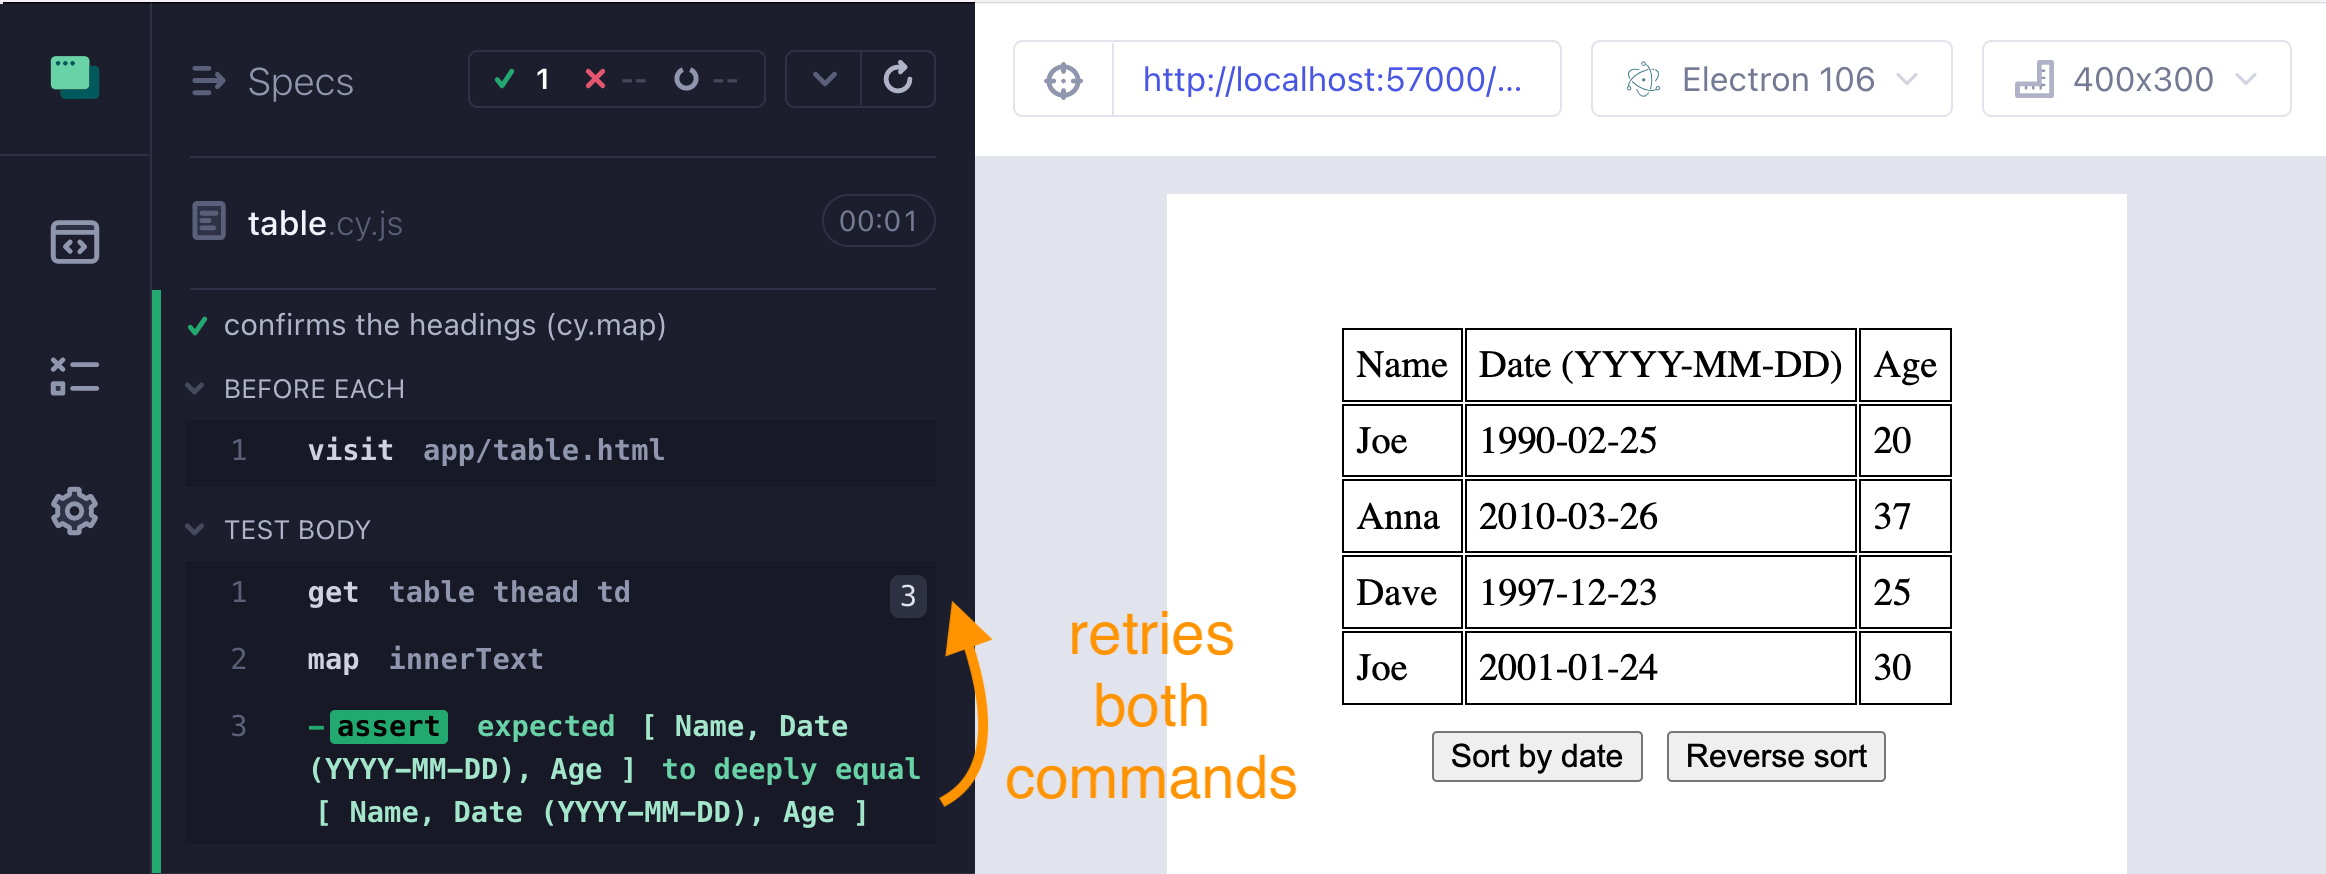 Specs
1 -- --
table.cy.js
00:01
confirms the headings (cy.map)
BEFORE EACH
1 visit app/table.html
TEST BODY
1 get table thead td 3
2 map innerText
3 -assert expected [ Name, Date
(YYYY-MM-DD), Age ] to deeply equal
[ Name, Date (YYYY-MM-DD), Age ]
retries
both
commands
http://localhost:57000/...
Electron 106
400x300
Name Date (YYYY-MM-DD) Age
Joe 1990-02-25 20
Anna 2010-03-26 37
Dave 1997-12-23 25
Joe 2001-01-24 30
Sort by date Reverse sort